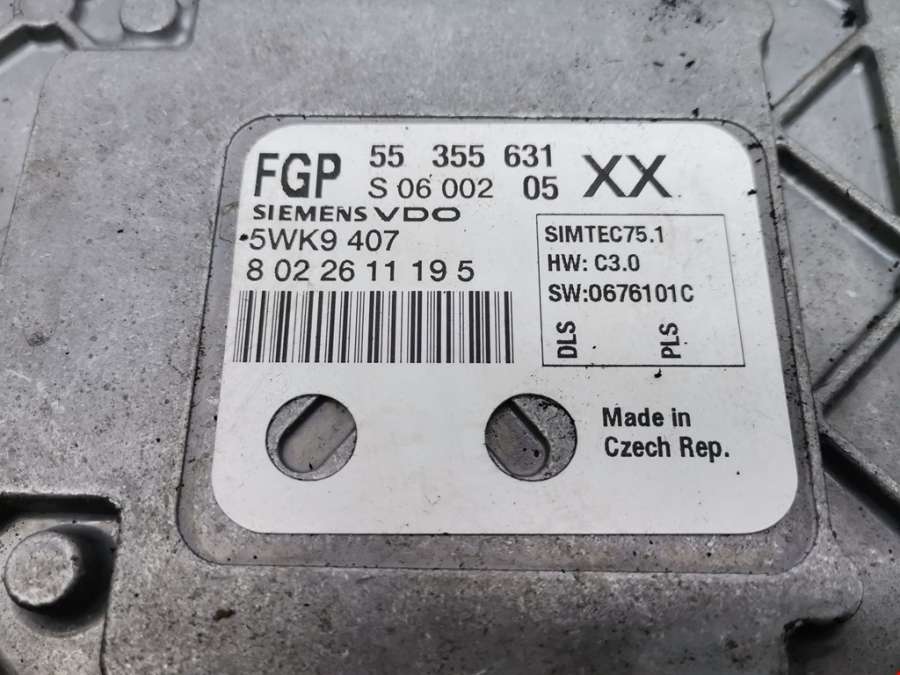 FGP 55 355 631 XX
S 06 002 05
SIEMENS VDO
5WK9 407
8 02 26 11 19 5
SIMTEC75.1
HW: C3.0
SW:0676101C
DLS PLS
Made in
Czech Rep.